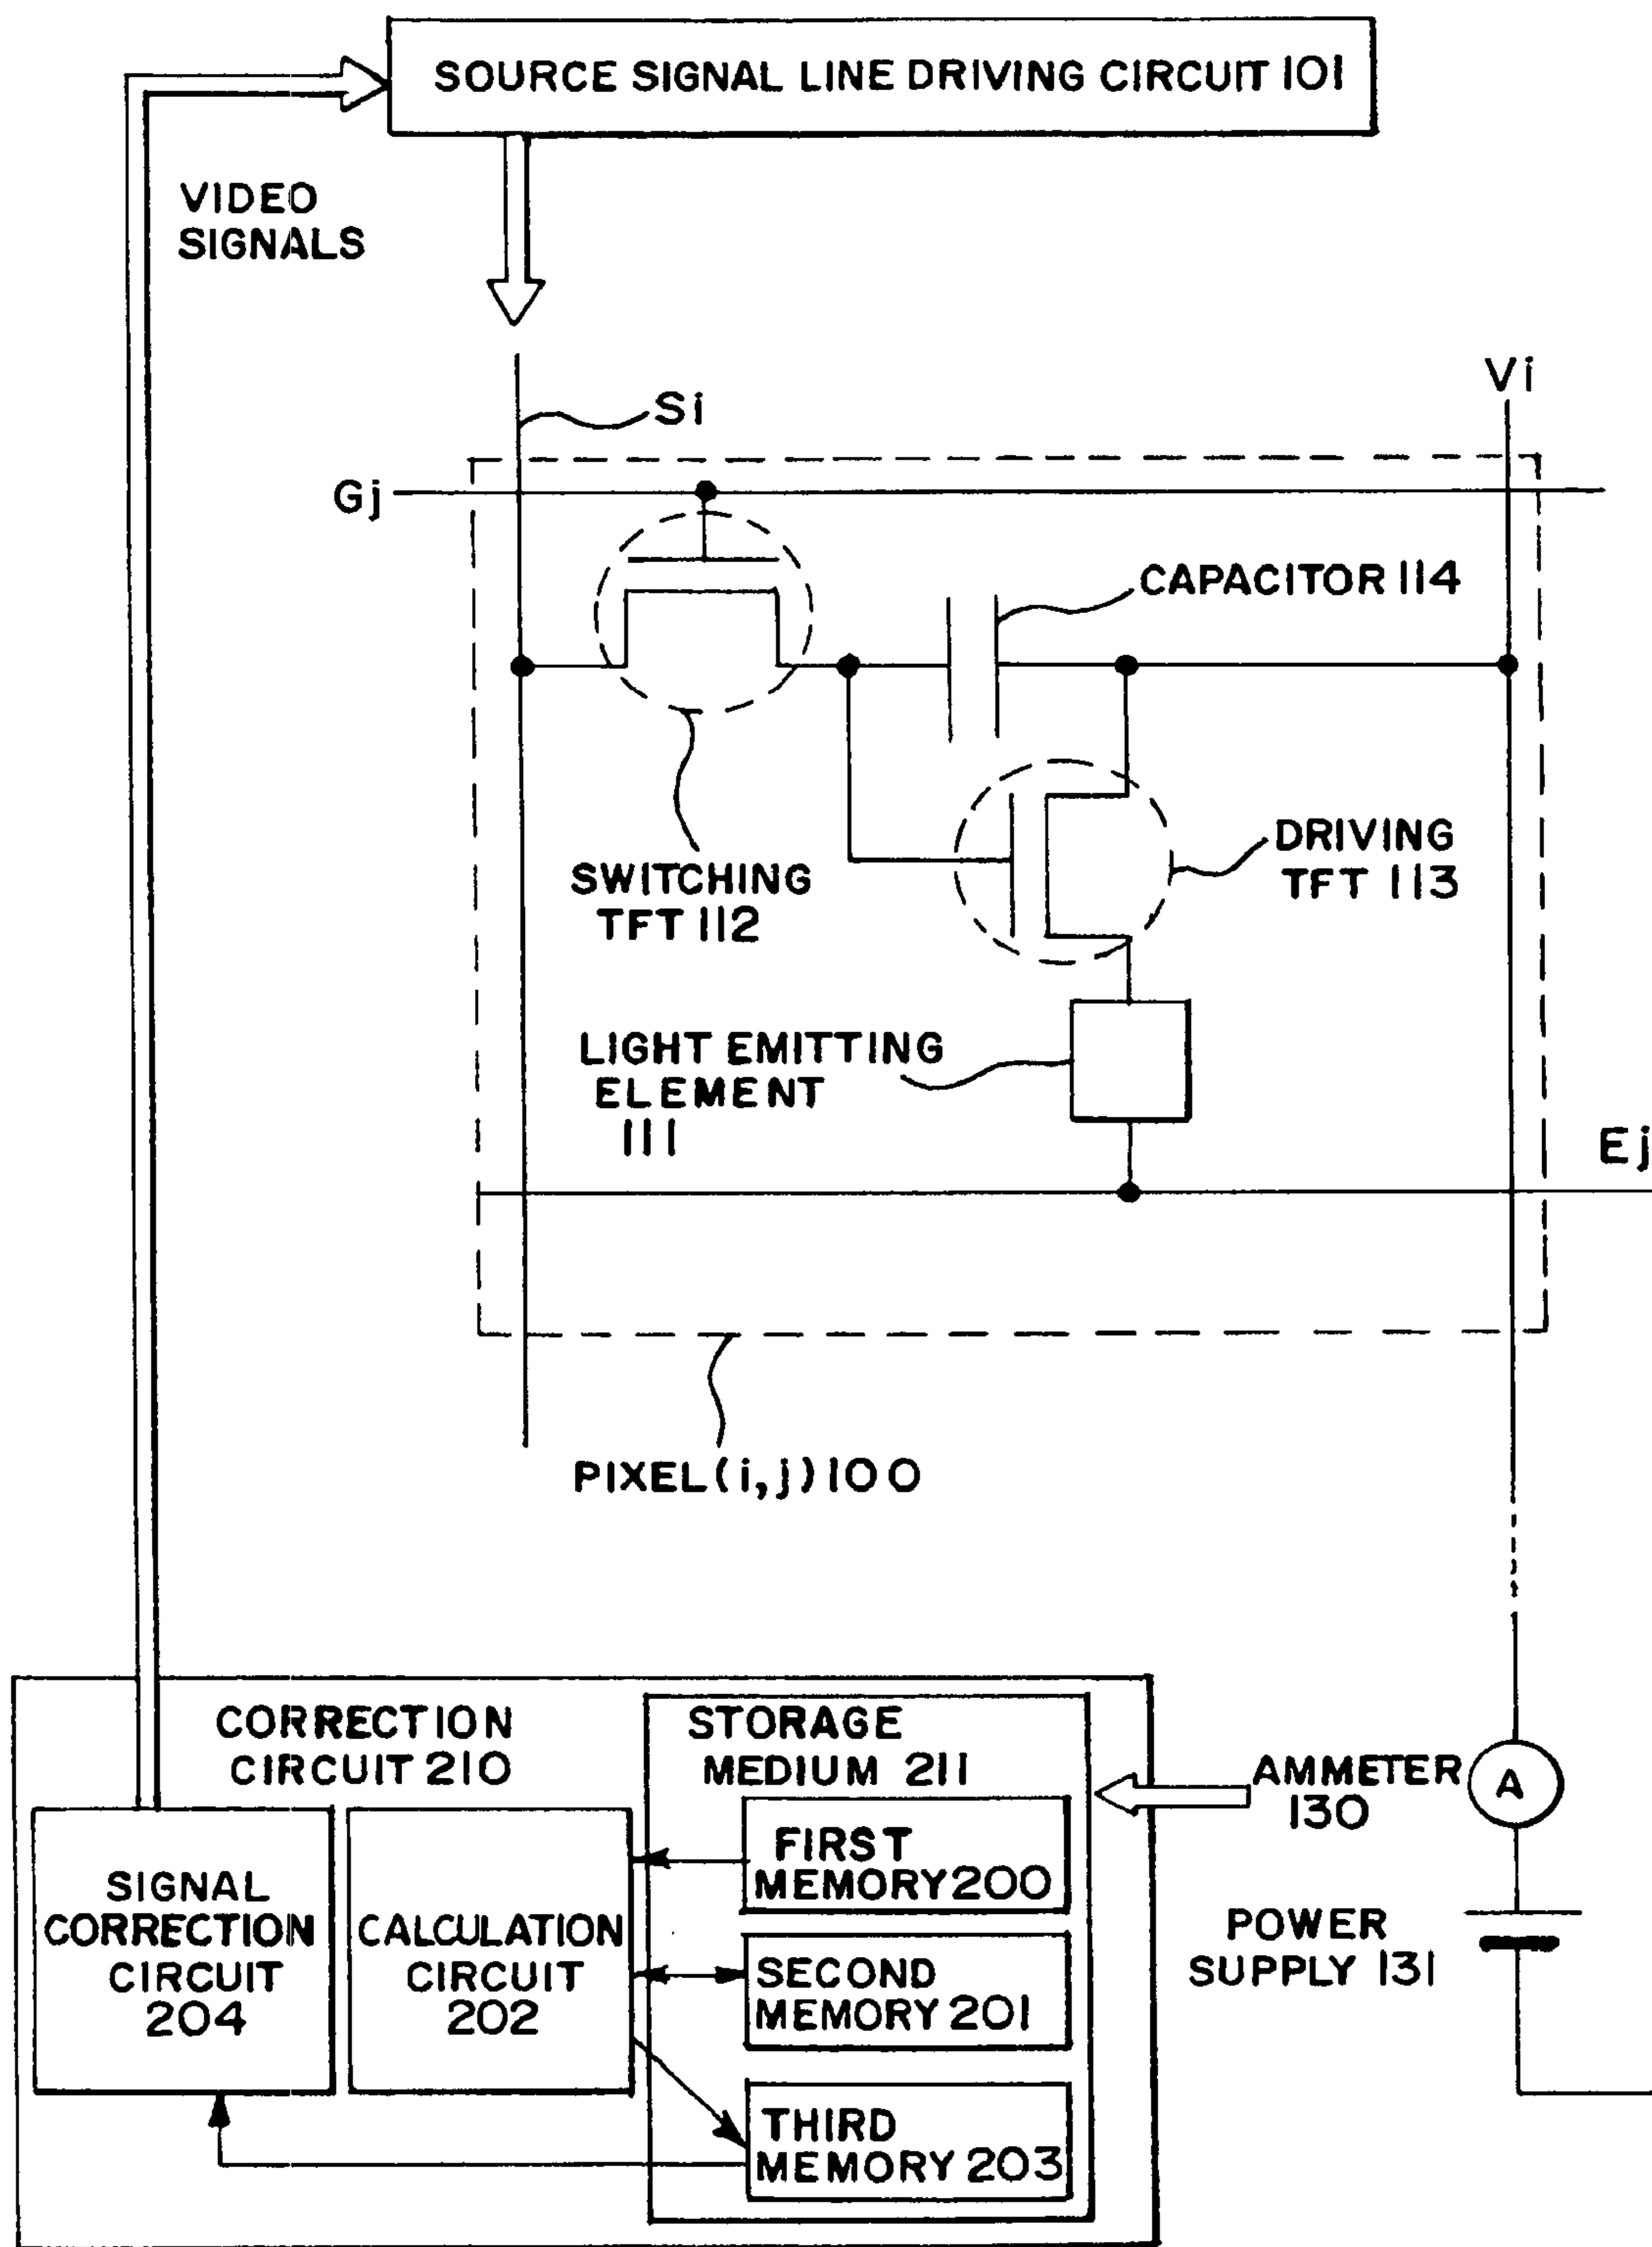 SOURCE SIGNAL LINE DRIVING CIRCUIT 101
VIDEO
SIGNALS
Si
Vi
Gj
CAPACITOR 114
DRIVING
TFT 113
SWITCHING
TFT 112
LIGHT EMITTING
ELEMENT
111
Ej
PIXEL(i,j)100
CORRECTION
CIRCUIT 210
STORAGE
MEDIUM 211
AMMETER
130
A
FIRST
MEMORY 200
SIGNAL
CORRECTION
CIRCUIT
204
CALCULATION
CIRCUIT
202
SECOND
MEMORY 201
POWER
SUPPLY 131
THIRD
MEMORY 203